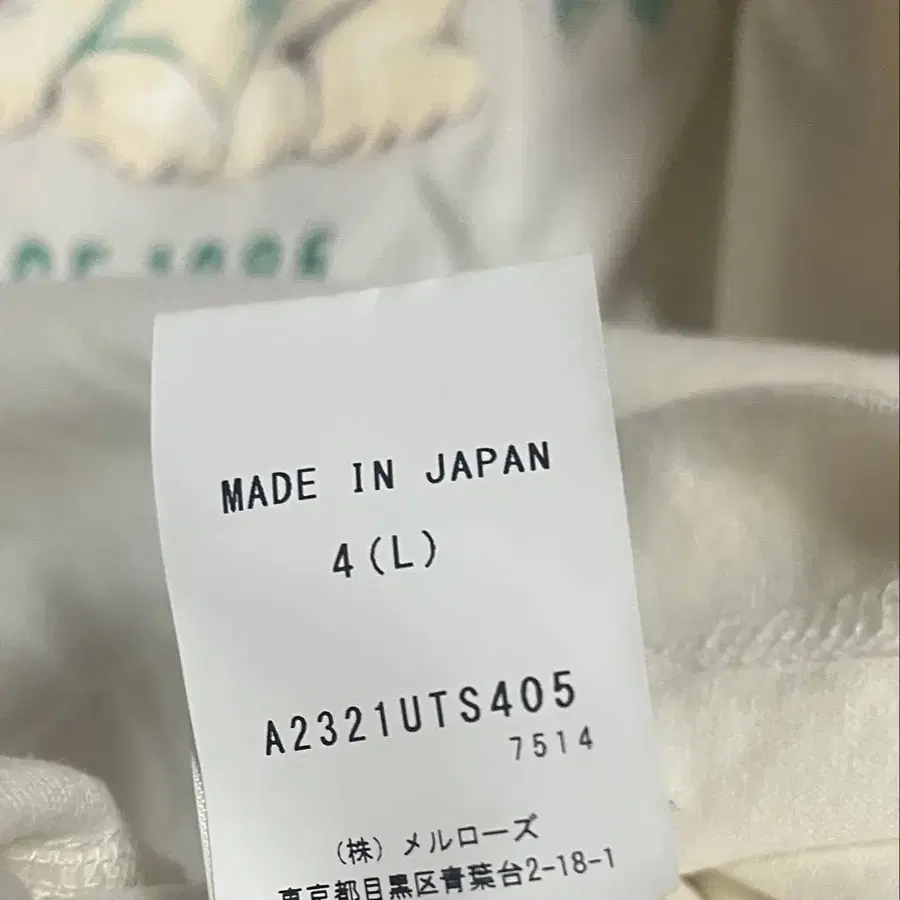 MADE IN JAPAN
4(L)
A2321UTS405
7514
(株)メルローズ
東京都目黒区青葉台2-18-1